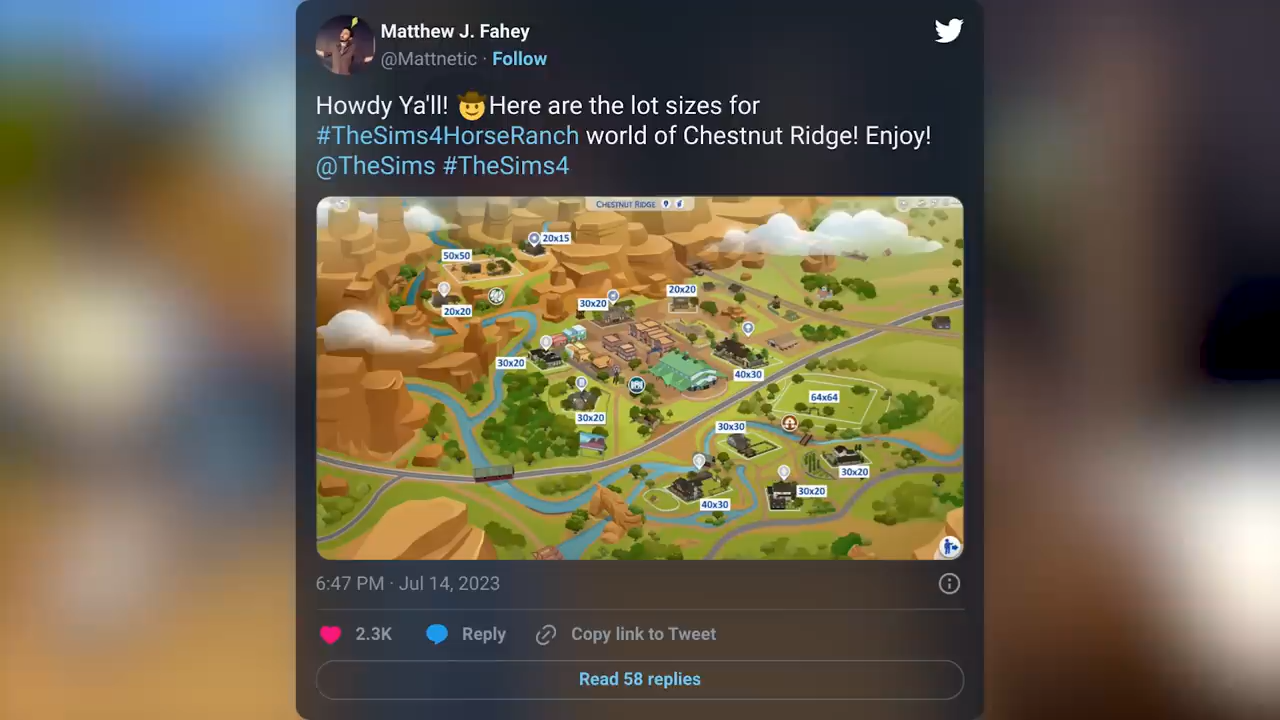 Matthew J. Fahey
@Mattnetic · Follow
Howdy Ya'll! 🤠Here are the lot sizes for
#TheSims4HorseRanch world of Chestnut Ridge! Enjoy!
@TheSims #TheSims4
CHESTNUT RIDGE
20x15
50x50
20x20
30x20
20x20
30x20
40x30
64x64
30x20
30x30
30x20
30x20
40x30
6:47 PM · Jul 14, 2023
2.3K Reply Copy link to Tweet
Read 58 replies